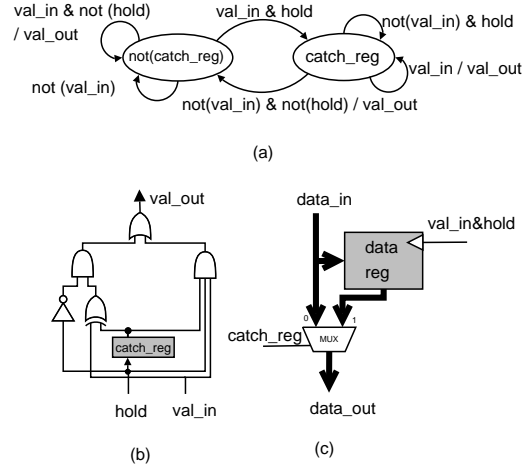 val_in & not (hold)
/ val_out
val_in & hold
not(val_in) & hold
not(catch_reg)
catch_reg
val_in / val_out
not (val_in)
not(val_in) & not(hold) / val_out
(a)
val_out
data_in
val_in&hold
data
reg
0
1
catch_reg
MUX
catch_reg
hold
val_in
data_out
(b)
(c)